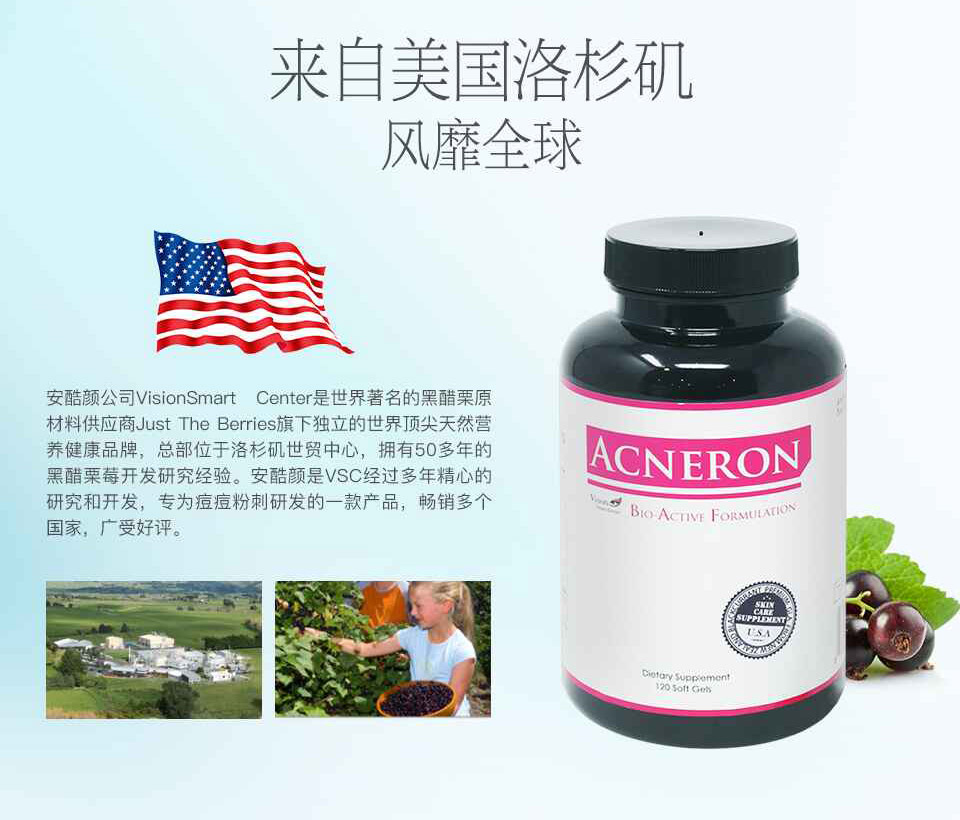 来自美国洛杉矶
风靡全球
安酷颜公司VisionSmart Center是世界著名的黑醋栗原
材料供应商Just The Berries旗下独立的世界顶尖天然营
养健康品牌，总部位于洛杉矶世贸中心，拥有50多年的
黑醋栗莓开发研究经验。安酷颜是VSC经过多年精心的
研究和开发，专为痘痘粉刺研发的一款产品，畅销多个
国家，广受好评。
ACNERON
BIO-ACTIVE FORMULATION
SKIN
CARE
SUPPLEMENT
U.S.A
Dietary Supplement
120 Soft Gels